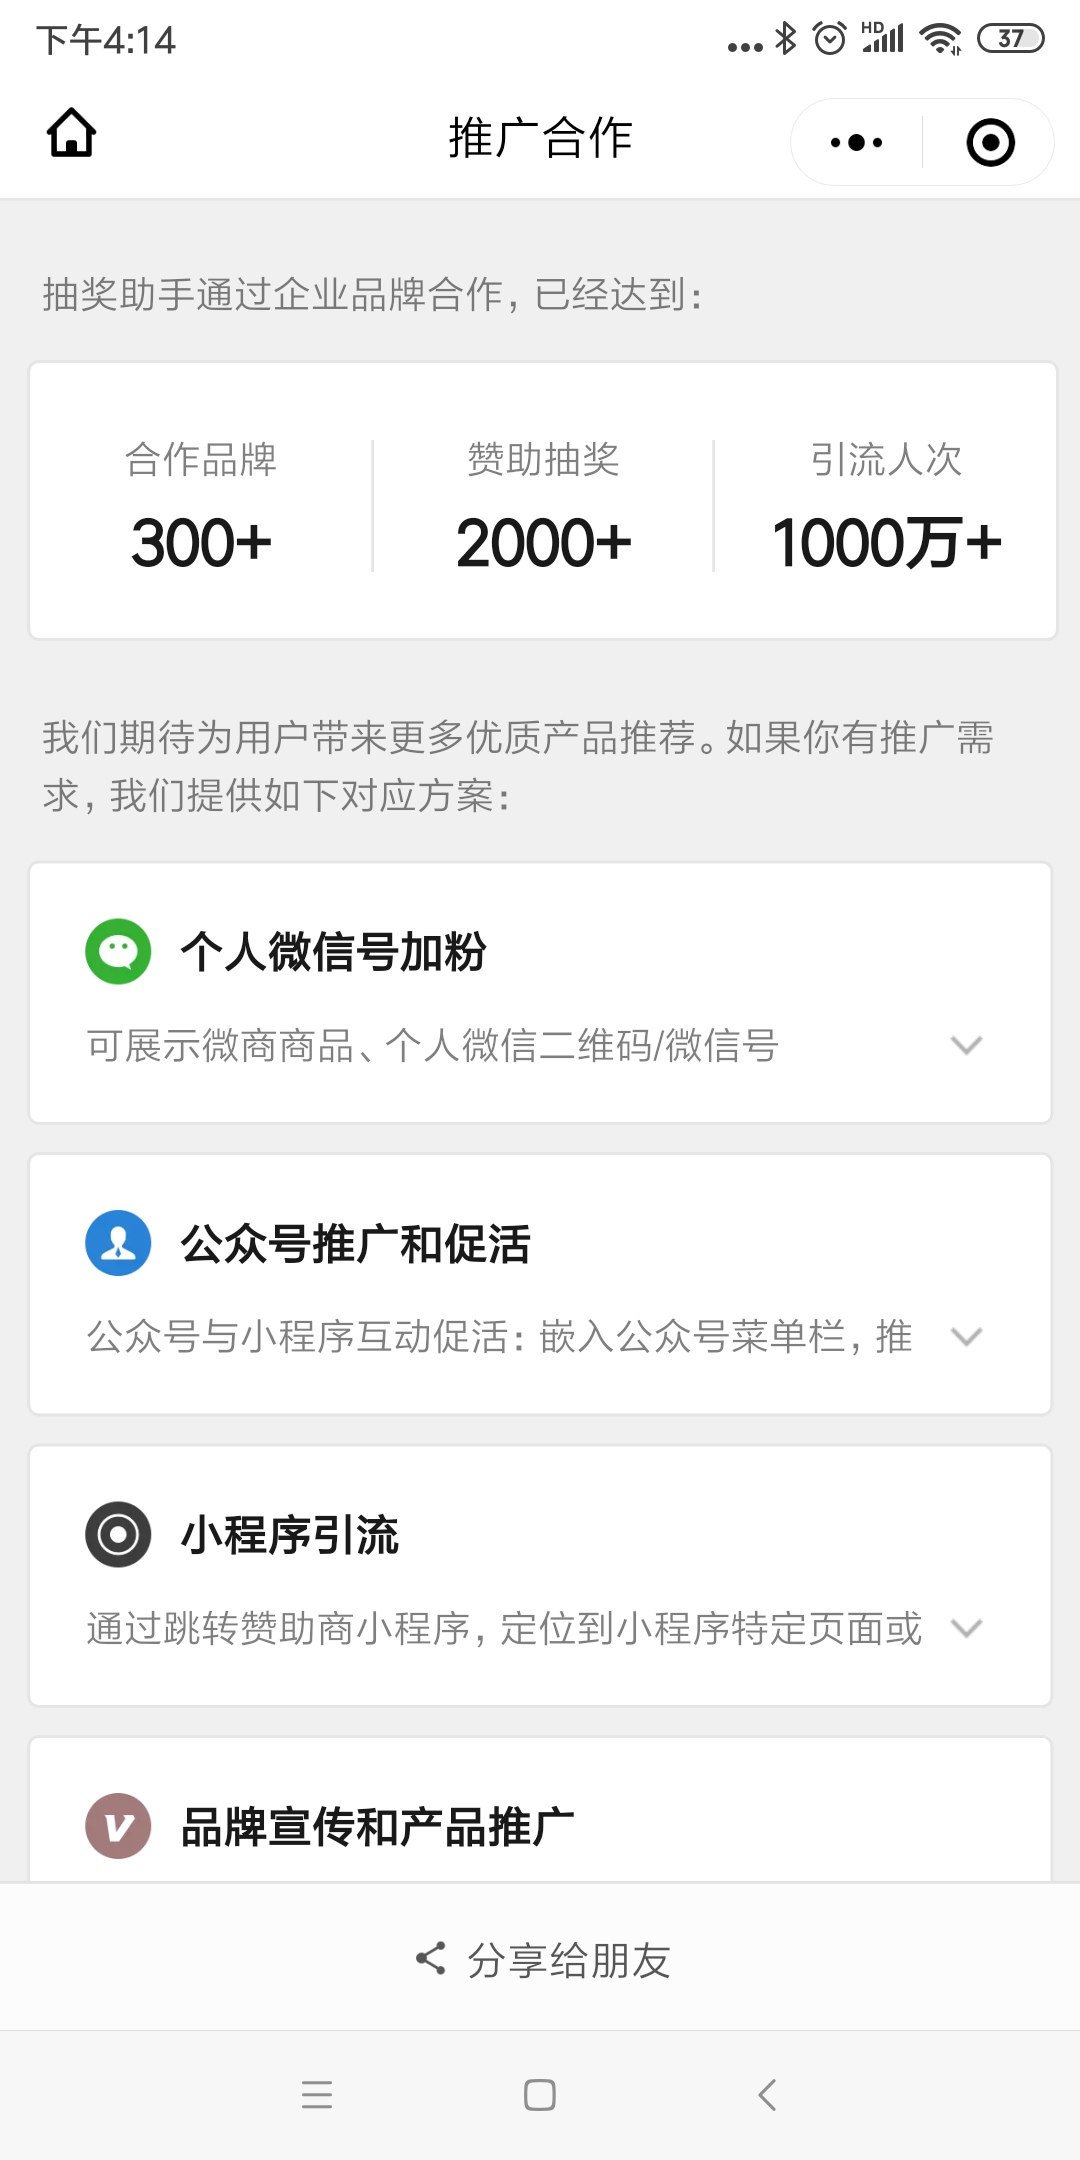 下午4:14
HD
37
推广合作
抽奖助手通过企业品牌合作，已经达到：
合作品牌
赞助抽奖
引流人次
300+
2000+
1000万+
我们期待为用户带来更多优质产品推荐。如果你有推广需
求，我们提供如下对应方案：
个人微信号加粉
可展示微商商品、个人微信二维码/微信号
公众号推广和促活
公众号与小程序互动促活：嵌入公众号菜单栏，推
小程序引流
通过跳转赞助商小程序，定位到小程序特定页面或
品牌宣传和产品推广
分享给朋友